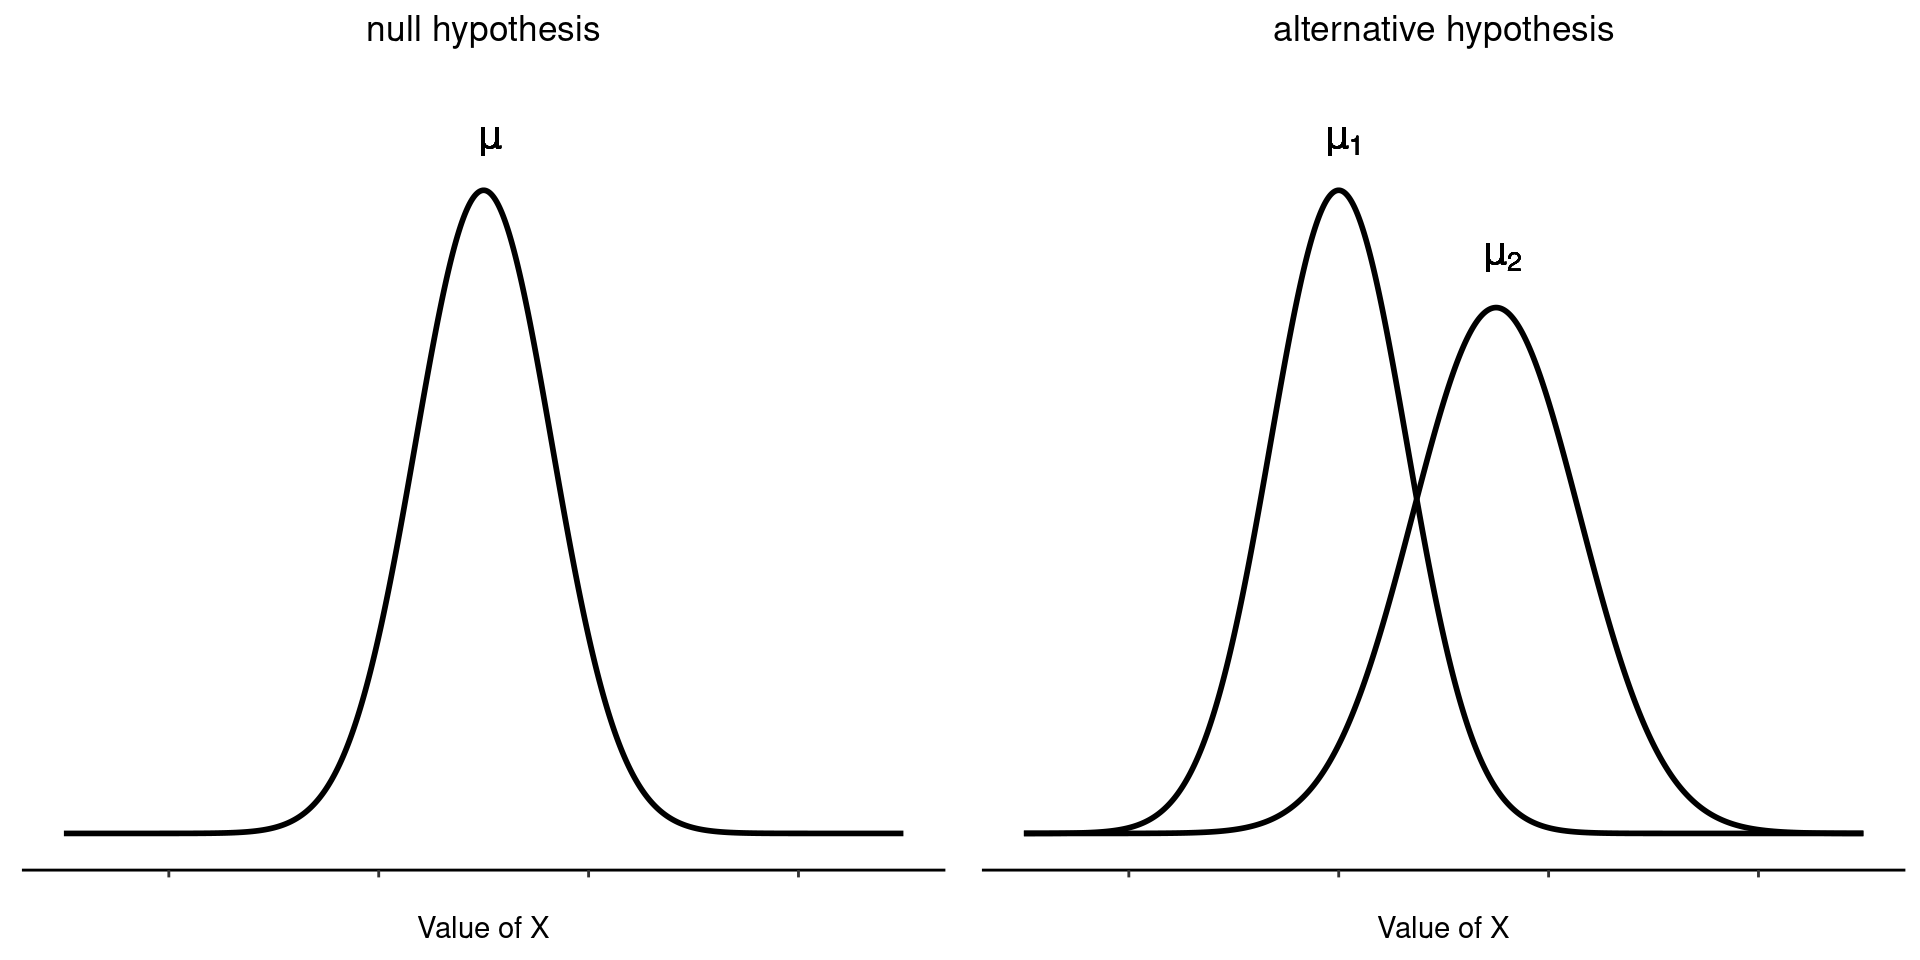 null hypothesis
μ
Value of X
alternative hypothesis
μ₁
μ₂
Value of X